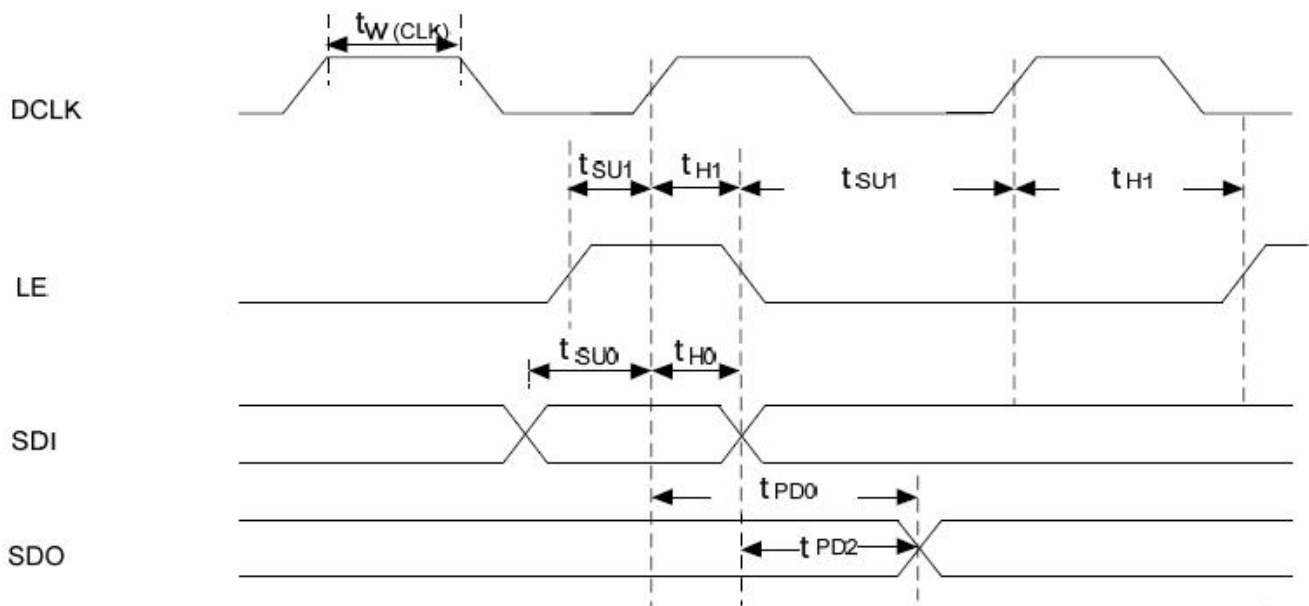 tW (CLK)
DCLK
tSU1 tH1 tSU1 tH1
LE
tSU0 tH0
SDI
tPD0
SDO
tPD2